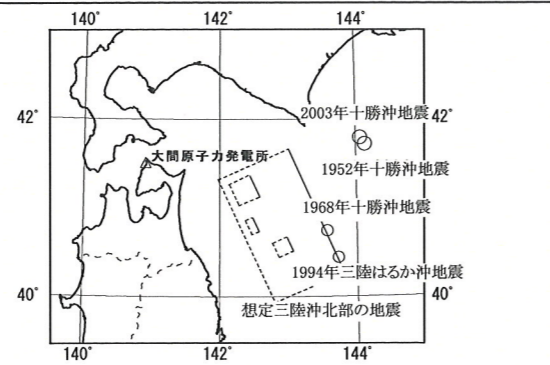 140° 142° 144°
42° 2003年十勝沖地震 42°
大間原子力発電所
1952年十勝沖地震
1968年十勝沖地震
1994年三陸はるか沖地震
40° 40°
想定三陸沖北部の地震
140° 142° 144°